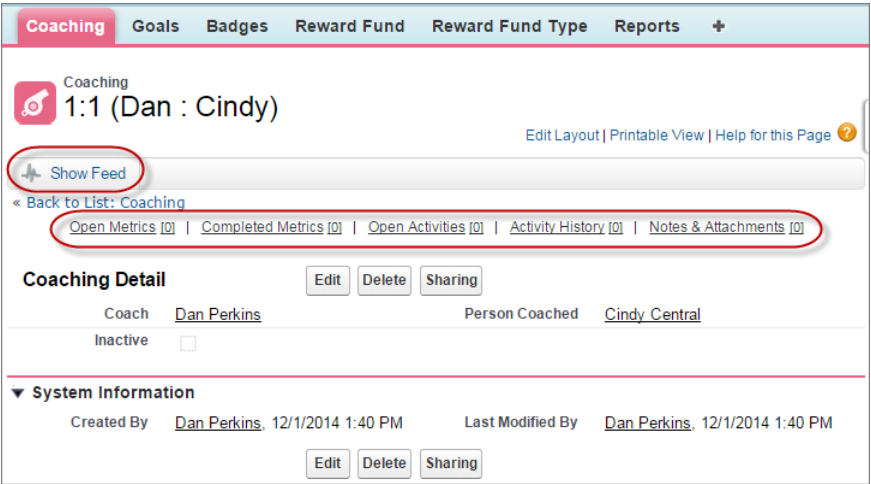 Coaching Goals Badges Reward Fund Reward Fund Type Reports +
Coaching
1:1 (Dan : Cindy)
Edit Layout | Printable View | Help for this Page ?
Show Feed
« Back to List: Coaching
Open Metrics [0] | Completed Metrics [0] | Open Activities [0] | Activity History [0] | Notes & Attachments [0]
Coaching Detail Edit Delete Sharing
Coach Dan Perkins Person Coached Cindy Central
Inactive
System Information
Created By Dan Perkins, 12/1/2014 1:40 PM Last Modified By Dan Perkins, 12/1/2014 1:40 PM
Edit Delete Sharing